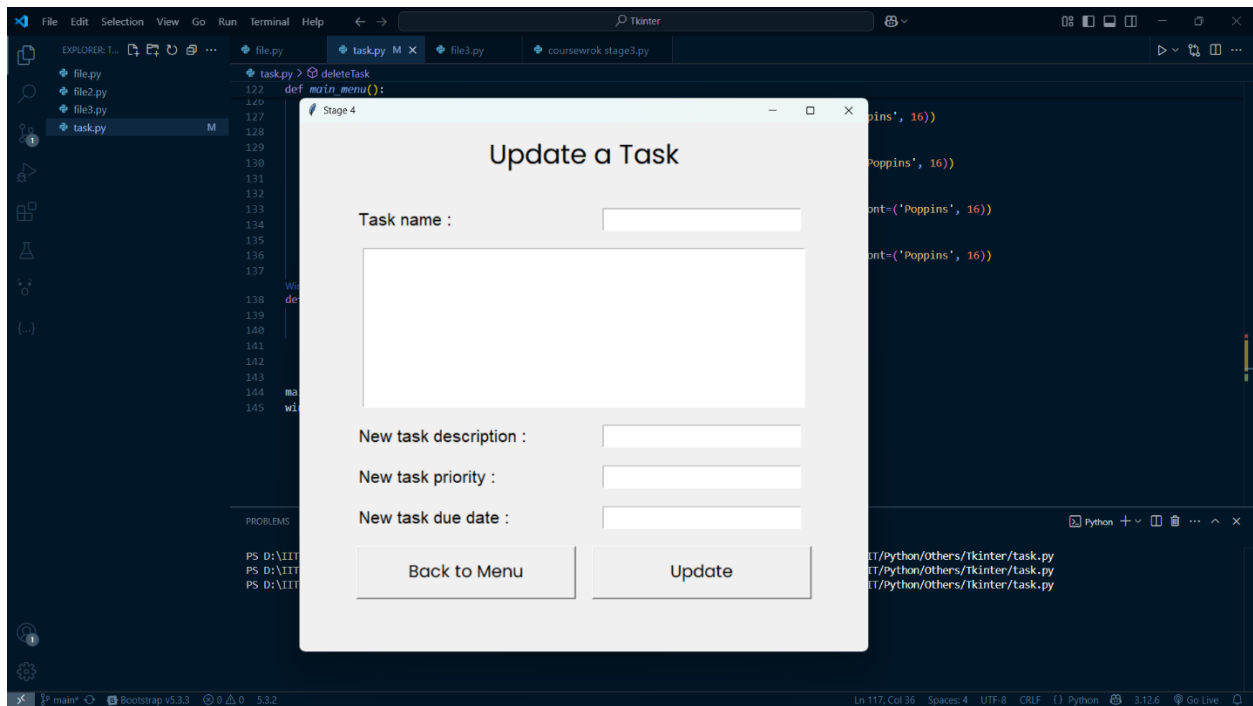 File Edit Selection View Go Run Terminal Help
Tkinter
EXPLORER: T...
file.py
task.py M
file3.py
coursewrok stage3.py
file.py
file2.py
file3.py
task.py M
task.py > deleteTask
122 def main_menu():
126
127 pins', 16))
128
129
130 Poppins', 16))
131
132
133 ont=('Poppins', 16))
134
135
136 ont=('Poppins', 16))
137
138 de
139
140
141
142
143
144 ma
145 wi
Stage 4
Update a Task
Task name :
New task description :
New task priority :
New task due date :
Back to Menu
Update
PROBLEMS
Python
PS D:\IIT
IT/Python/Others/Tkinter/task.py
PS D:\IIT
IT/Python/Others/Tkinter/task.py
PS D:\IIT
IT/Python/Others/Tkinter/task.py
main* Bootstrap v5.3.3 0 0 5.3.2
Ln 117, Col 36 Spaces: 4 UTF-8 CRLF {} Python 3.12.6 Go Live